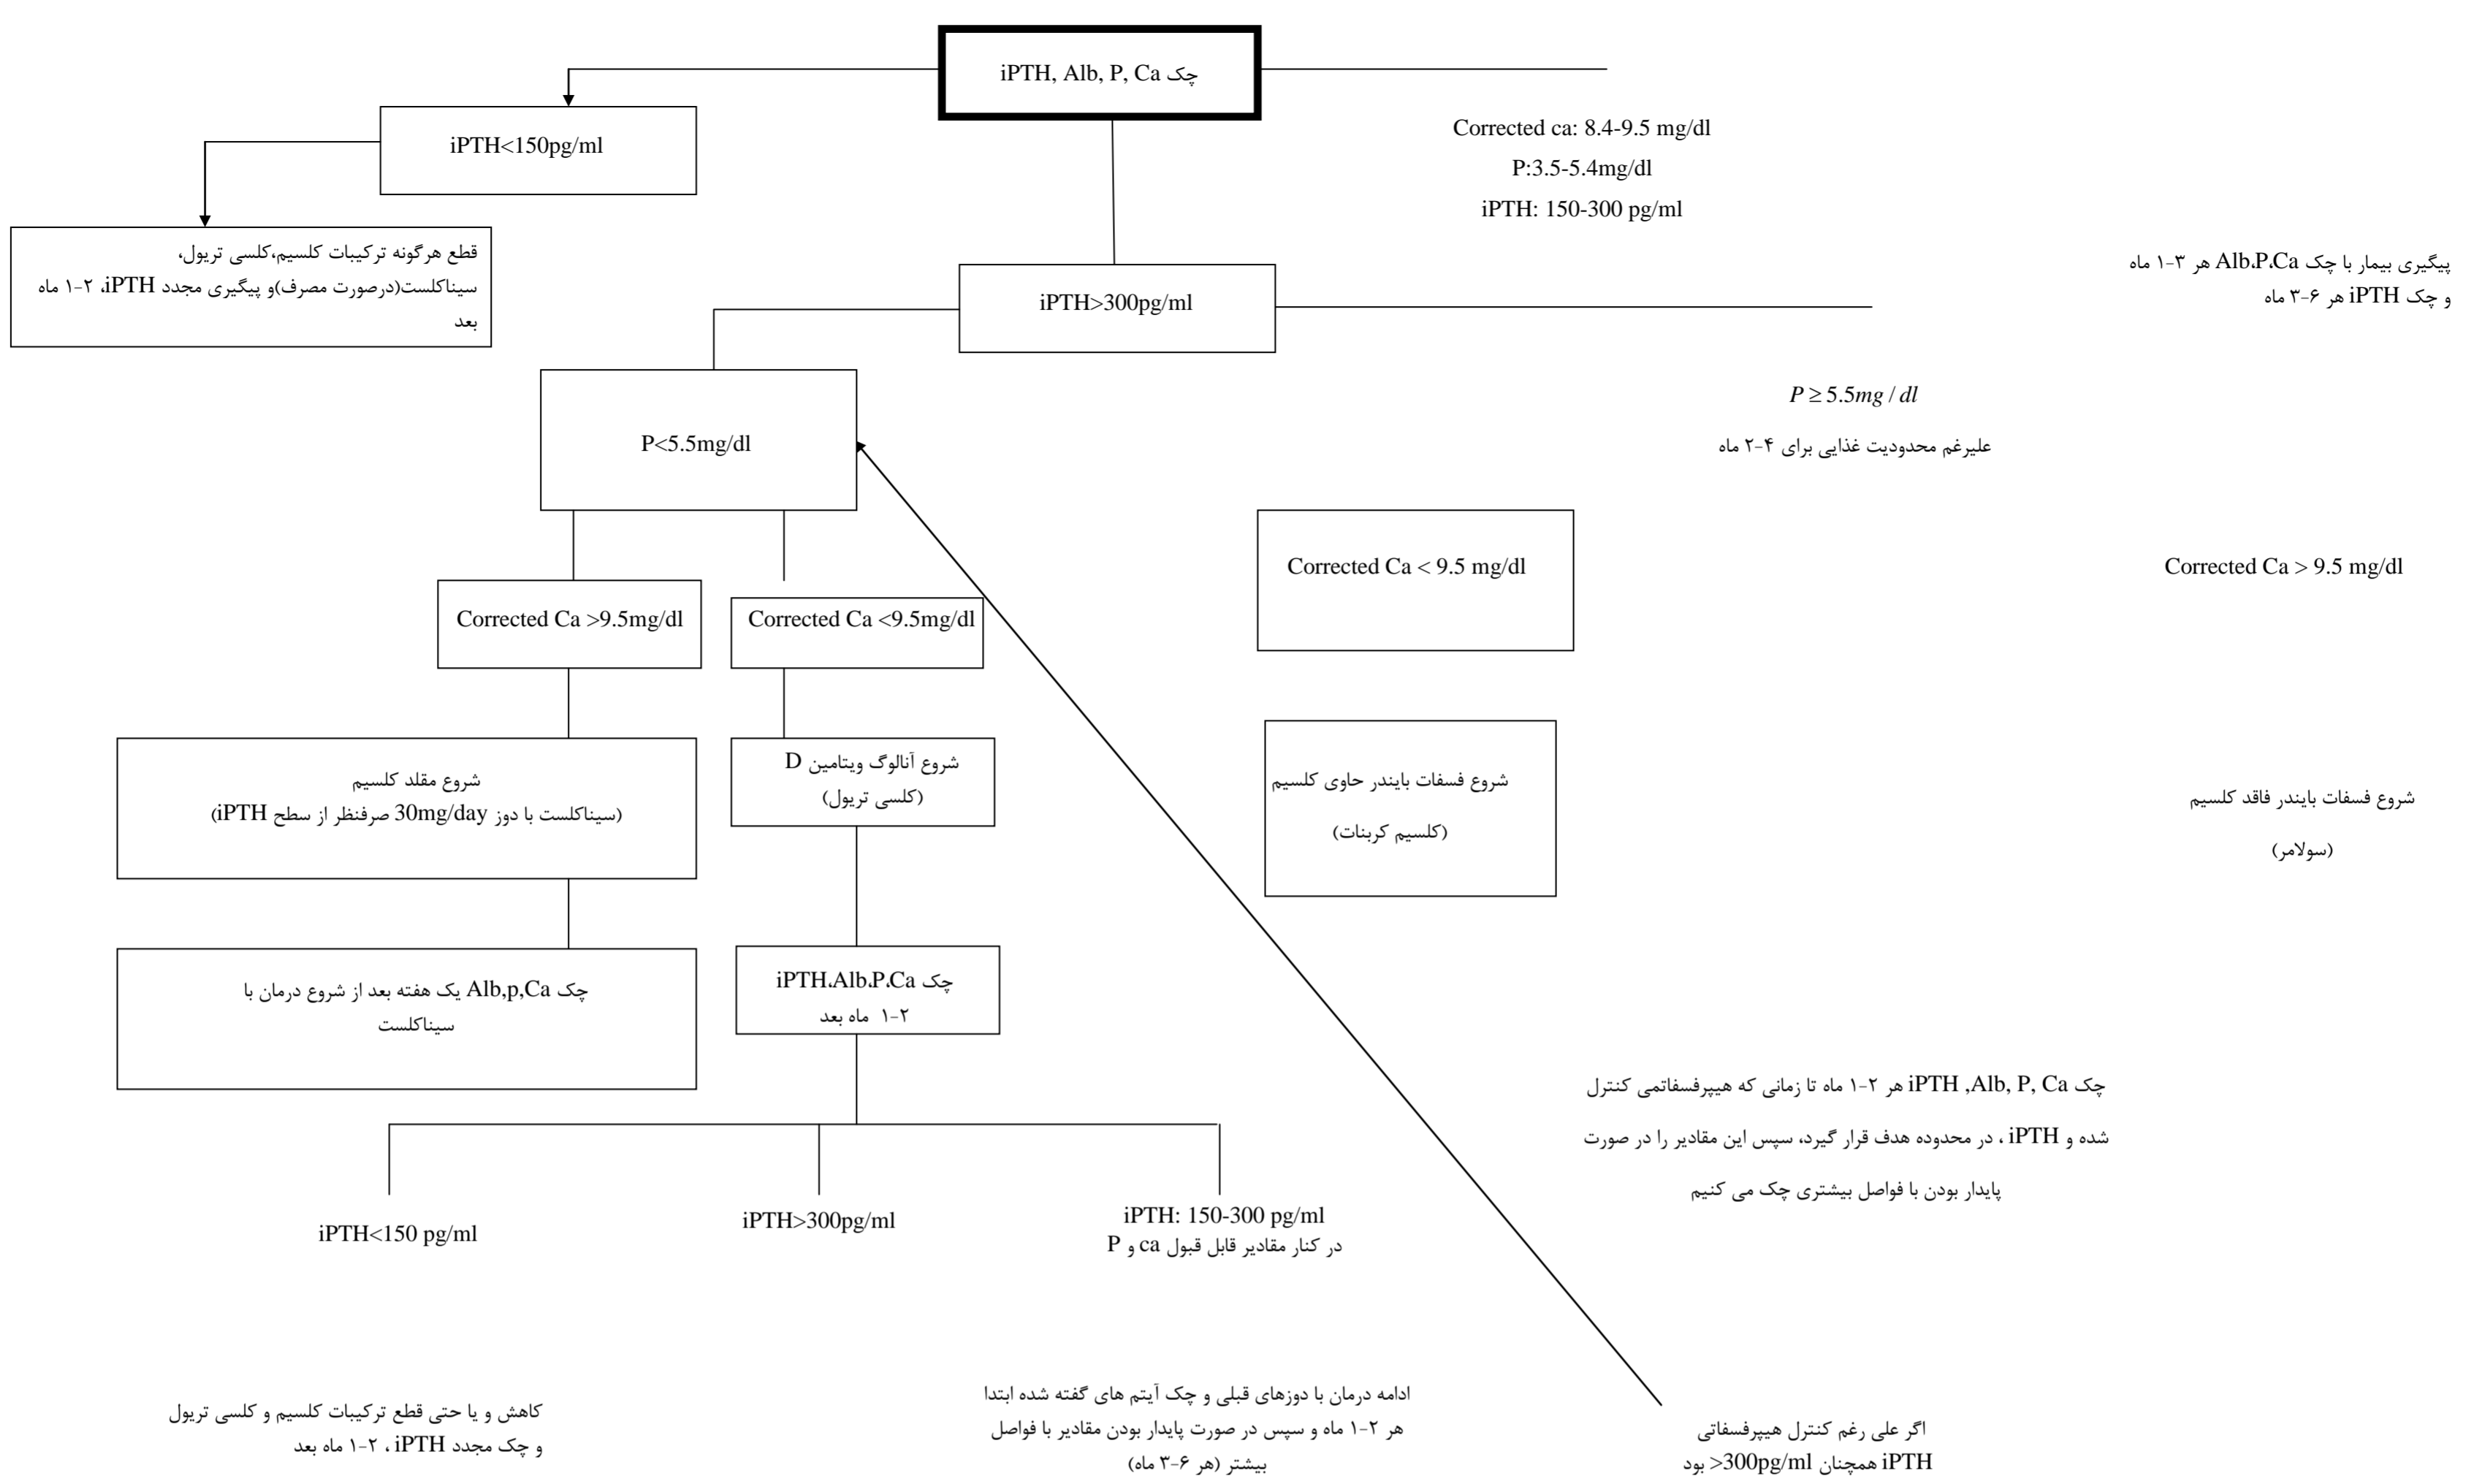 چک iPTH, Alb, P, Ca
iPTH<150pg/ml
Corrected ca: 8.4-9.5 mg/dl
P:3.5-5.4mg/dl
iPTH: 150-300 pg/ml
قطع هرگونه ترکیبات کلسیم،کلسی تریول،
سیناکلست(درصورت مصرف)و پیگیری مجدد iPTH، ۱-۲ ماه
بعد
iPTH>300pg/ml
پیگیری بیمار با چک Alb،P،Ca هر ۳-۱ ماه
و چک iPTH هر ۶-۳ ماه
P<5.5mg/dl
P ≥ 5.5mg / dl
علیرغم محدودیت غذایی برای ۴-۲ ماه
Corrected Ca >9.5mg/dl
Corrected Ca <9.5mg/dl
Corrected Ca < 9.5 mg/dl
Corrected Ca > 9.5 mg/dl
شروع مقلد کلسیم
(سیناکلست با دوز 30mg/day صرفنظر از سطح iPTH)
شروع آنالوگ ویتامین D
(کلسی تریول)
شروع فسفات بایندر حاوی کلسیم
(کلسیم کربنات)
شروع فسفات بایندر فاقد کلسیم
(سولامر)
چک Alb,p,Ca یک هفته بعد از شروع درمان با
سیناکلست
چک iPTH،Alb،P،Ca
۱-۲ ماه بعد
چک iPTH ,Alb, P, Ca هر ۲-۱ ماه تا زمانی که هیپرفسفاتمی کنترل
شده و iPTH ، در محدوده هدف قرار گیرد، سپس این مقادیر را در صورت
پایدار بودن با فواصل بیشتری چک می کنیم
iPTH<150 pg/ml
iPTH>300pg/ml
iPTH: 150-300 pg/ml
در کنار مقادیر قابل قبول ca و P
کاهش و یا حتی قطع ترکیبات کلسیم و کلسی تریول
و چک مجدد iPTH ، ۱-۲ ماه بعد
ادامه درمان با دوزهای قبلی و چک آیتم های گفته شده ابتدا
هر ۲-۱ ماه و سپس در صورت پایدار بودن مقادیر با فواصل
بیشتر (هر ۶-۳ ماه)
اگر علی رغم کنترل هیپرفسفاتی
iPTH همچنان >300pg/ml بود